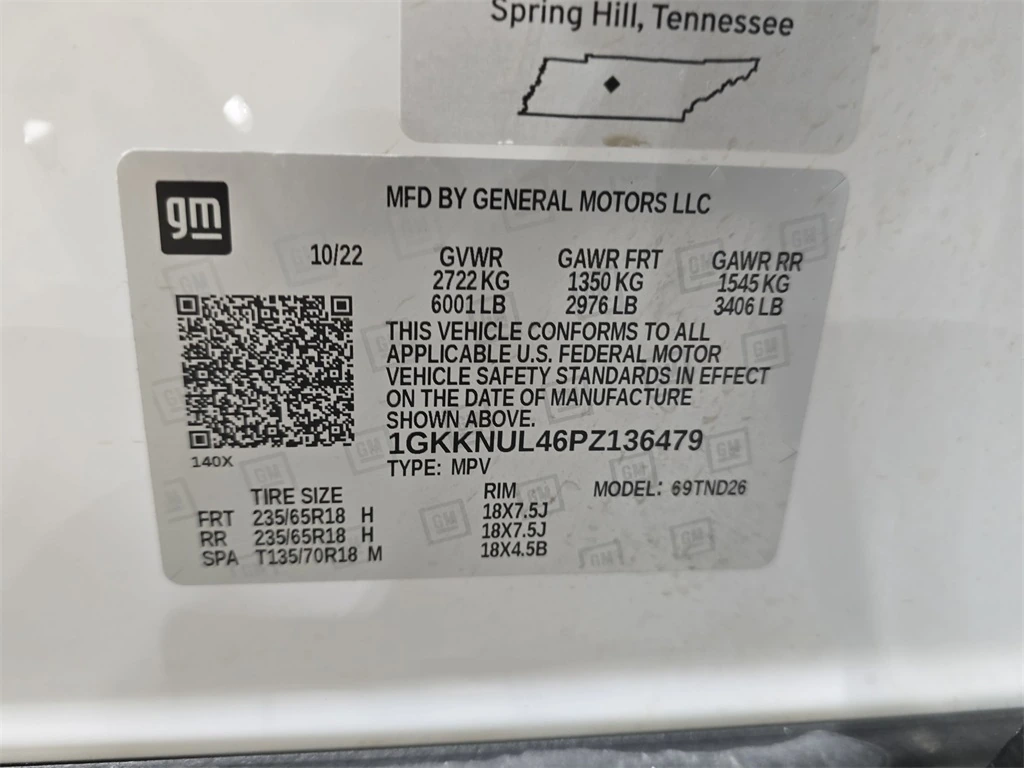 Spring Hill, Tennessee
gm
MFD BY GENERAL MOTORS LLC
10/22 GVWR GAWR FRT GAWR RR
2722 KG 1350 KG 1545 KG
6001 LB 2976 LB 3406 LB
THIS VEHICLE CONFORMS TO ALL
APPLICABLE U.S. FEDERAL MOTOR
VEHICLE SAFETY STANDARDS IN EFFECT
ON THE DATE OF MANUFACTURE
SHOWN ABOVE.
1GKKNUL46PZ136479
140X
TYPE: MPV
TIRE SIZE RIM MODEL: 69TND26
FRT 235/65R18 H 18X7.5J
RR 235/65R18 H 18X7.5J
SPA T135/70R18 M 18X4.5B